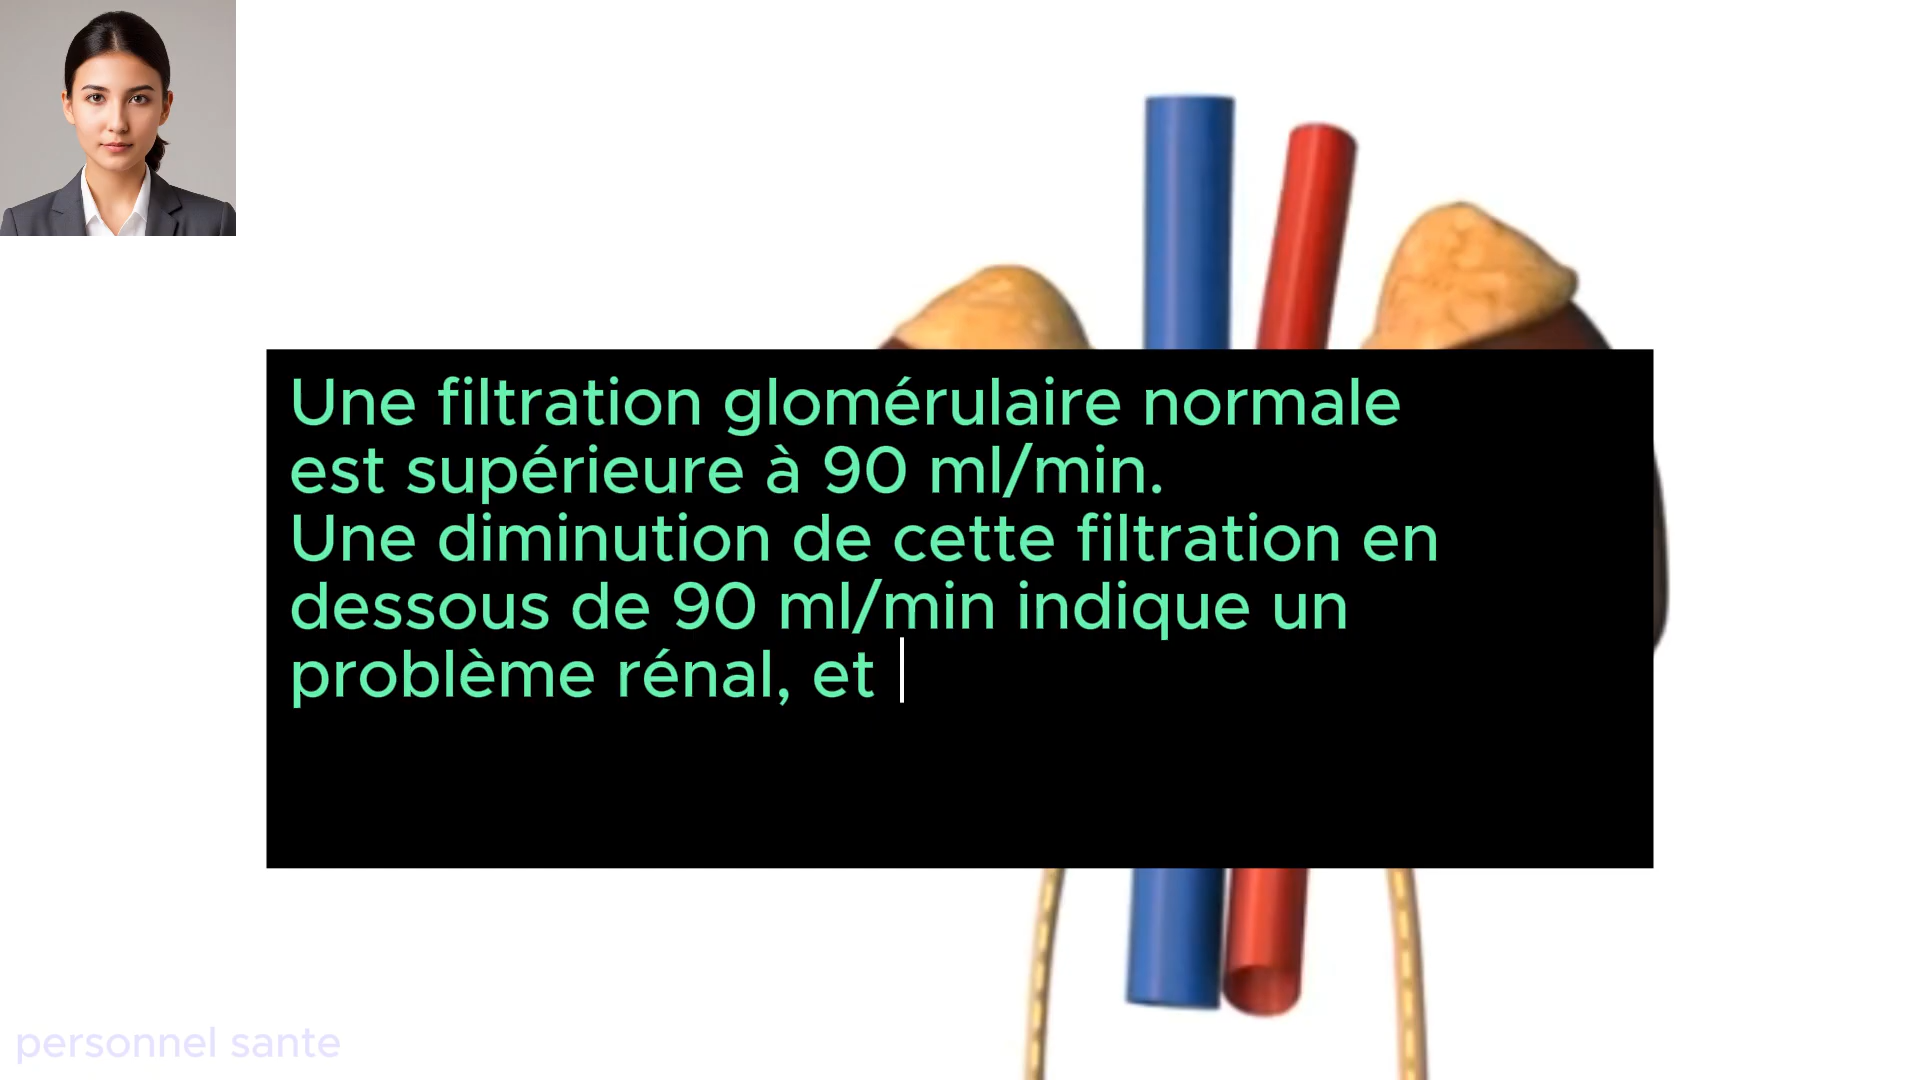 Une filtration glomérulaire normale
est supérieure à 90 ml/min.
Une diminution de cette filtration en
dessous de 90 ml/min indique un
problème rénal, et
personnel sante